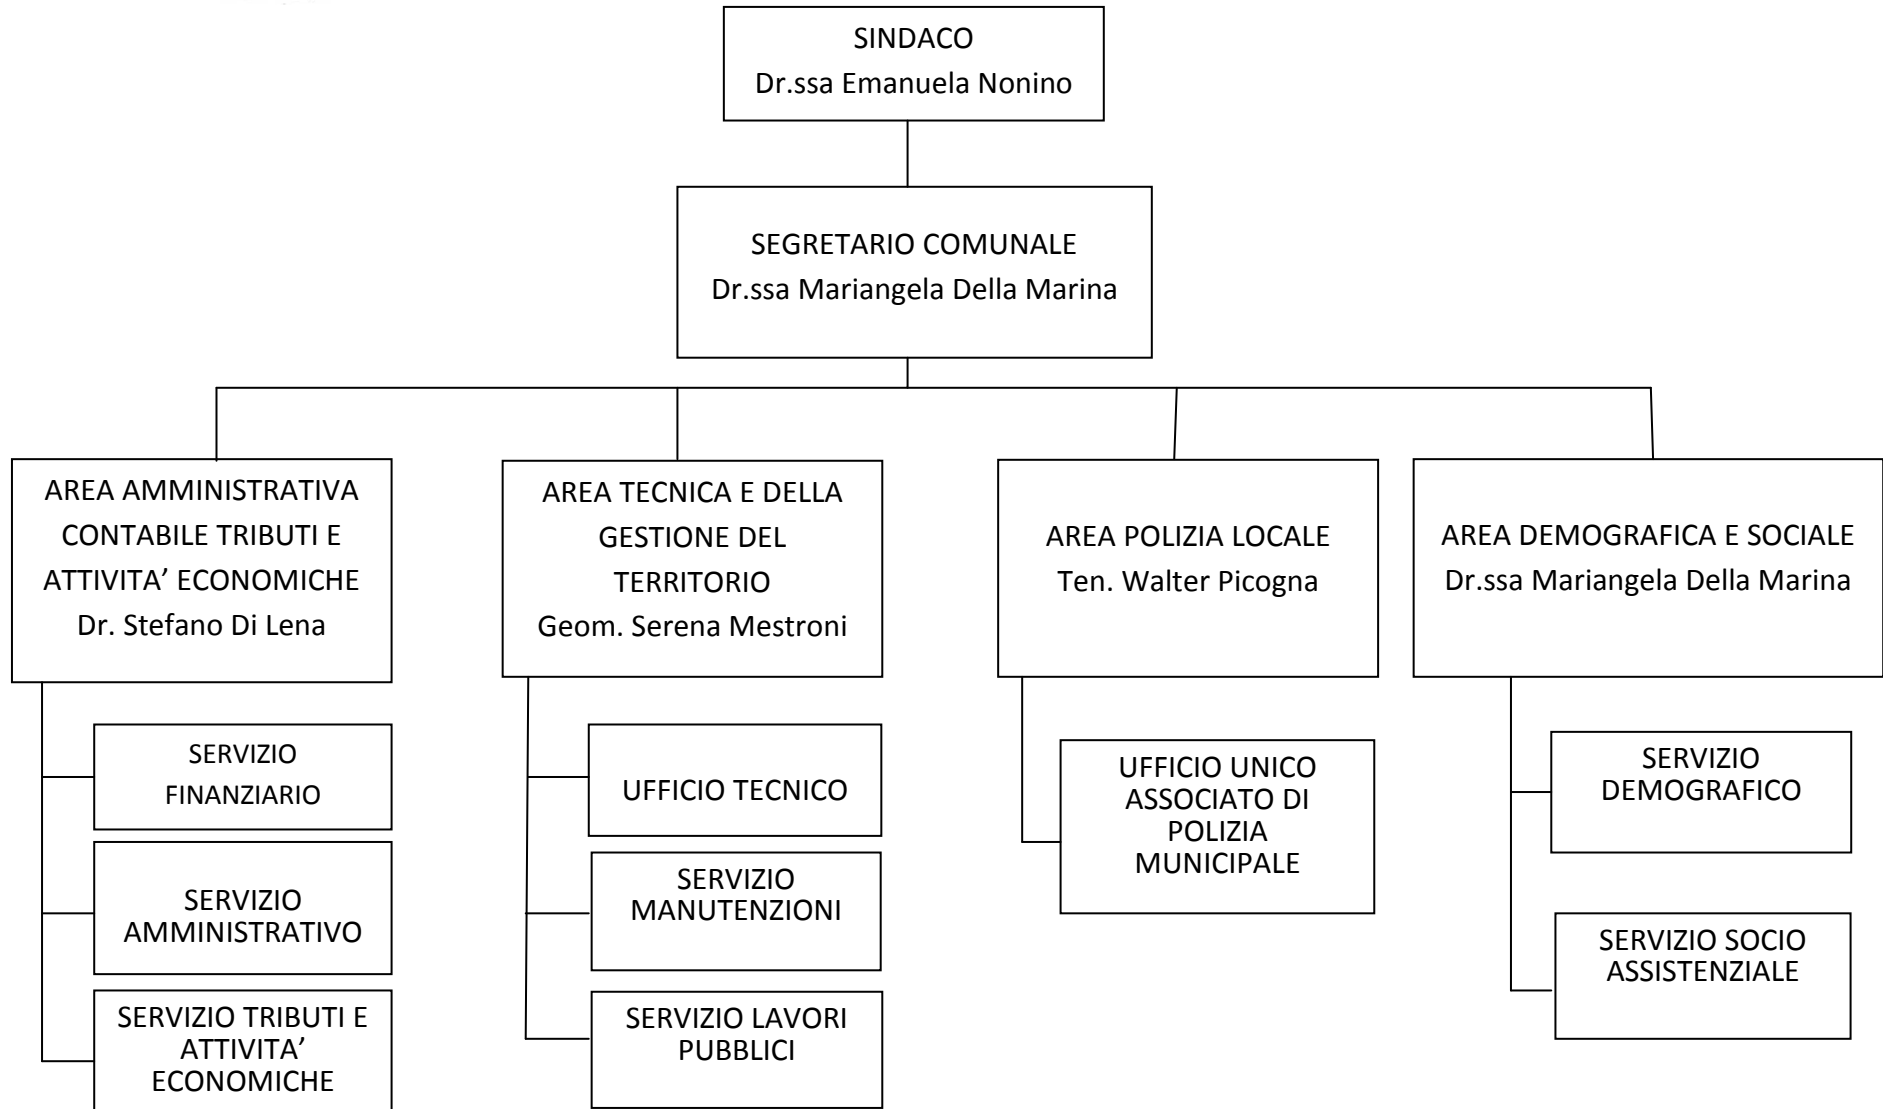 SINDACO
Dr.ssa Emanuela Nonino
SEGRETARIO COMUNALE
Dr.ssa Mariangela Della Marina
AREA AMMINISTRATIVA
CONTABILE TRIBUTI E
ATTIVITA’ ECONOMICHE
Dr. Stefano Di Lena
SERVIZIO
FINANZIARIO
SERVIZIO
AMMINISTRATIVO
SERVIZIO TRIBUTI E
ATTIVITA’
ECONOMICHE
AREA TECNICA E DELLA
GESTIONE DEL
TERRITORIO
Geom. Serena Mestroni
UFFICIO TECNICO
SERVIZIO
MANUTENZIONI
SERVIZIO LAVORI
PUBBLICI
AREA POLIZIA LOCALE
Ten. Walter Picogna
UFFICIO UNICO
ASSOCIATO DI
POLIZIA
MUNICIPALE
AREA DEMOGRAFICA E SOCIALE
Dr.ssa Mariangela Della Marina
SERVIZIO
DEMOGRAFICO
SERVIZIO SOCIO
ASSISTENZIALE